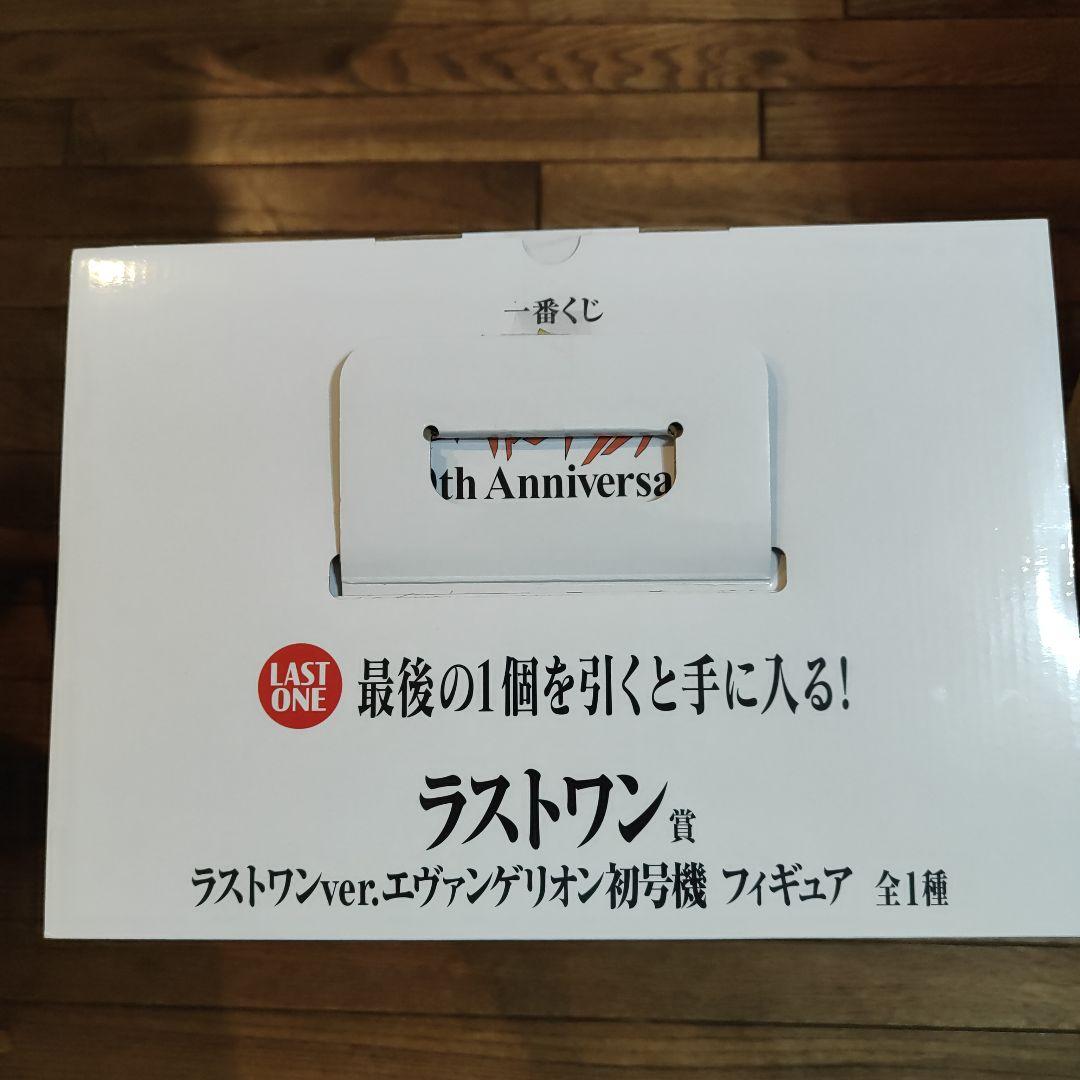 一番くじ
th Anniversa
LAST
ONE
最後の1個を引くと手に入る!
ラストワン賞
ラストワンver.エヴァンゲリオン初号機 フィギュア 全1種